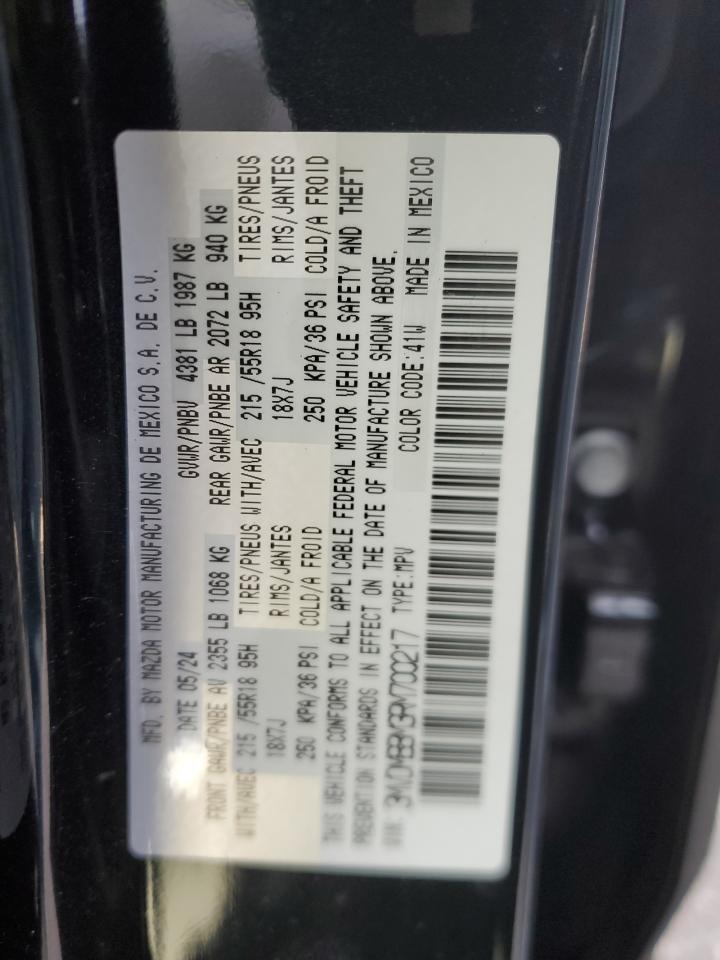 MFD. BY MAZDA MOTOR MANUFACTURING DE MEXICO S.A. DE C.V.
DATE 05/24 GVWR/PNBV 4381 LB 1987 KG
FRONT GAWR/PNBE AV 2355 LB 1068 KG REAR GAWR/PNBE AR 2072 LB 940 KG
WITH/AVEC 215 /55R18 95H TIRES/PNEUS WITH/AVEC 215 /55R18 95H TIRES/PNEUS
18X7J RIMS/JANTES 18X7J RIMS/JANTES
250 KPA/36 PSI COLD/A FROID 250 KPA/36 PSI COLD/A FROID
THIS VEHICLE CONFORMS TO ALL APPLICABLE FEDERAL MOTOR VEHICLE SAFETY AND THEFT
PREVENTION STANDARDS IN EFFECT ON THE DATE OF MANUFACTURE SHOWN ABOVE.
TYPE:MPV COLOR CODE:41W MADE IN MEXICO